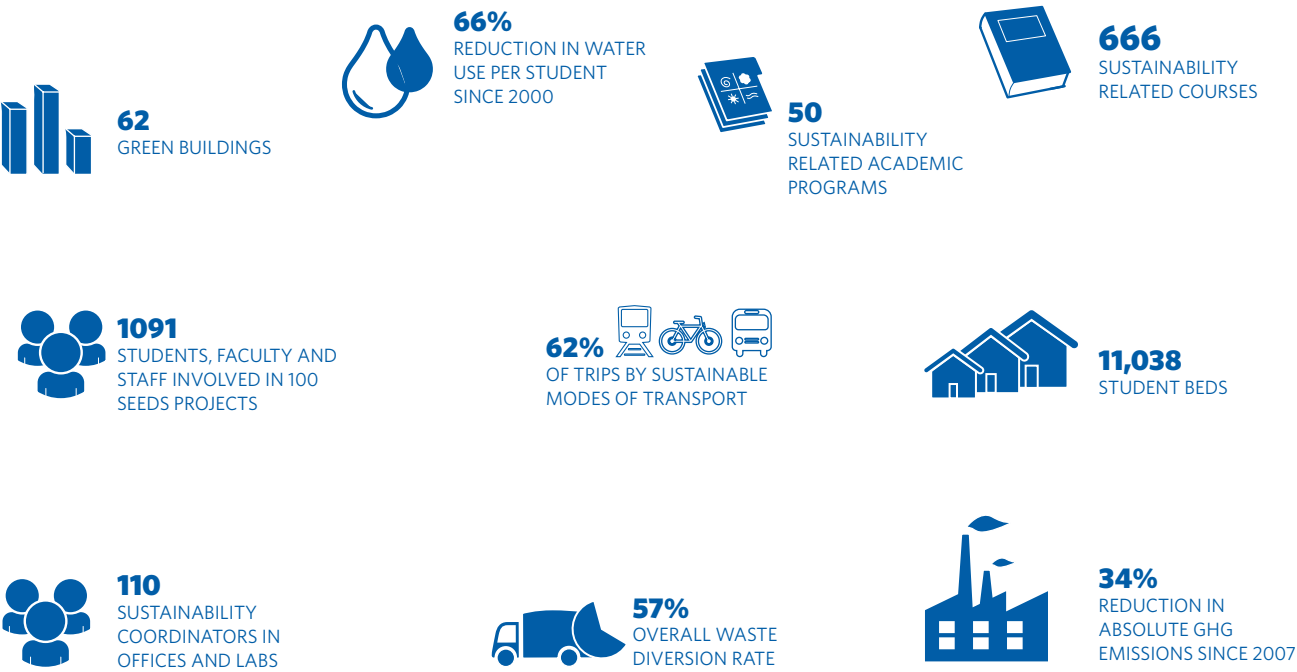 66%
REDUCTION IN WATER
USE PER STUDENT
SINCE 2000
666
SUSTAINABILITY
RELATED COURSES
62
GREEN BUILDINGS
50
SUSTAINABILITY
RELATED ACADEMIC
PROGRAMS
1091
STUDENTS, FACULTY AND
STAFF INVOLVED IN 100
SEEDS PROJECTS
62%
OF TRIPS BY SUSTAINABLE
MODES OF TRANSPORT
11,038
STUDENT BEDS
110
SUSTAINABILITY
COORDINATORS IN
OFFICES AND LABS
57%
OVERALL WASTE
DIVERSION RATE
34%
REDUCTION IN
ABSOLUTE GHG
EMISSIONS SINCE 2007